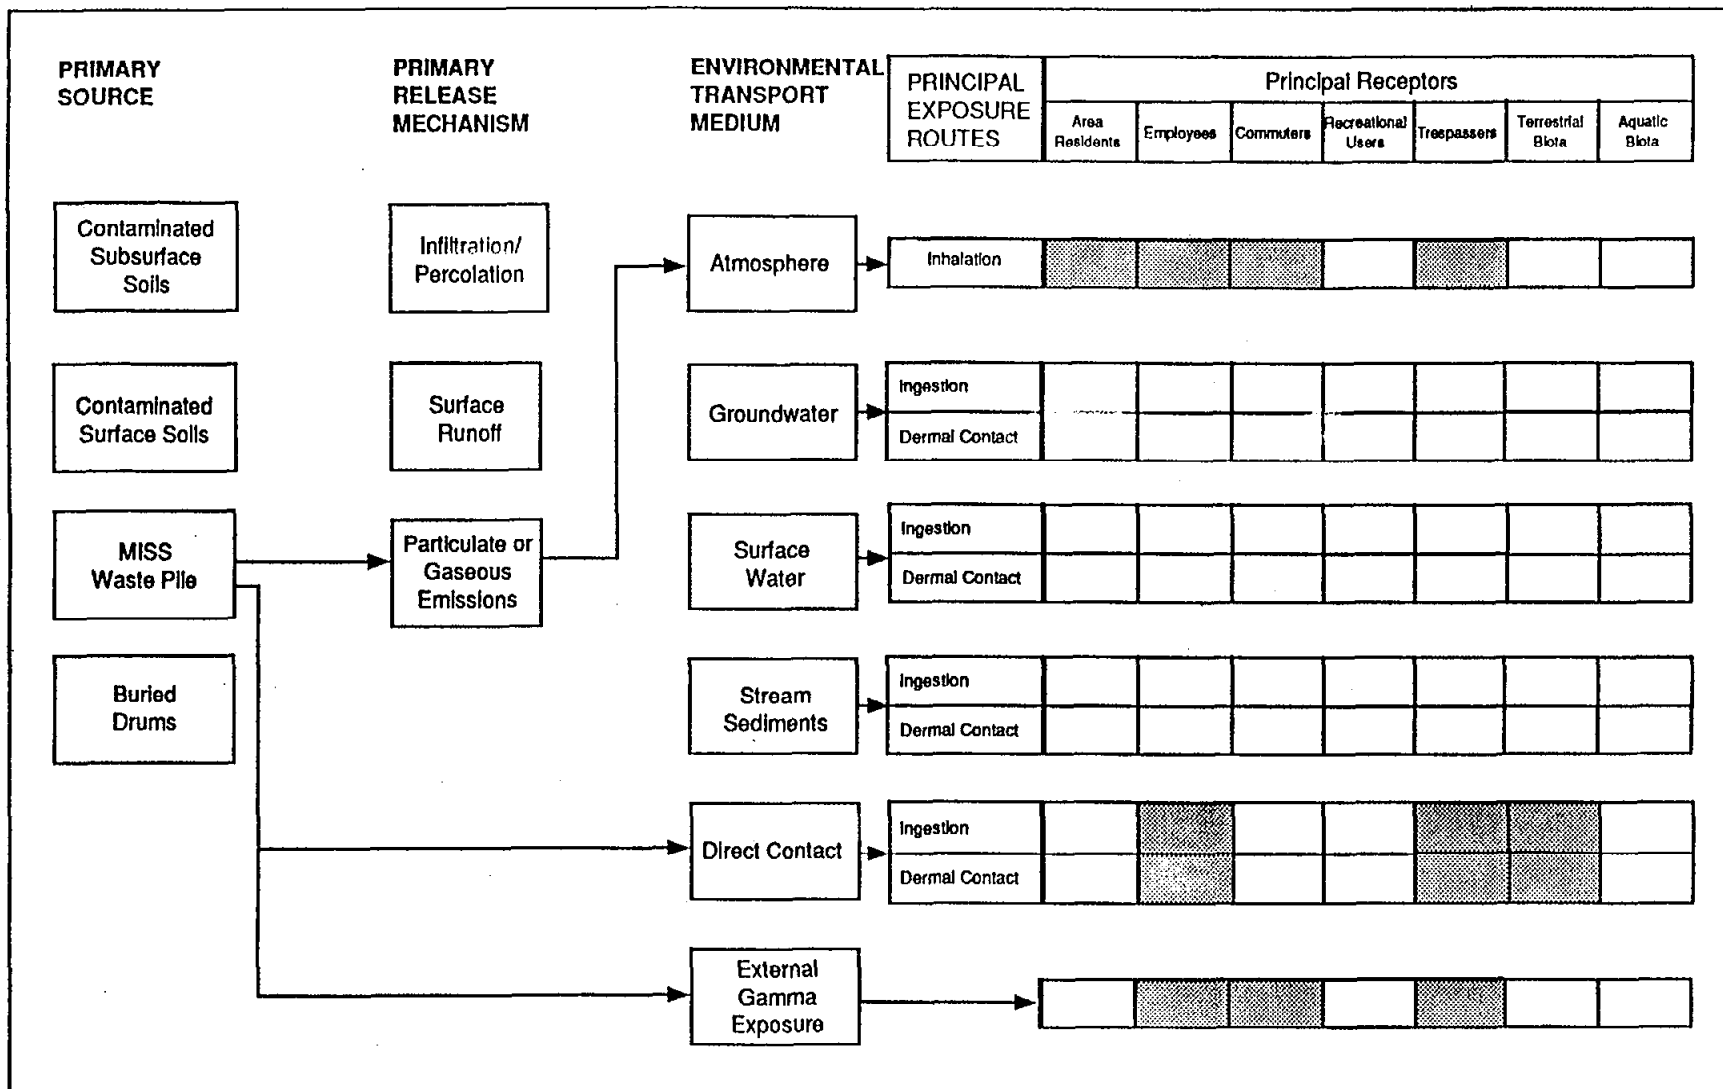 PRIMARY
SOURCE
PRIMARY
RELEASE
MECHANISM
ENVIRONMENTAL
TRANSPORT
MEDIUM
PRINCIPAL
EXPOSURE
ROUTES
Principal Receptors
Area
Residents
Employees
Commuters
Recreational
Users
Trespassers
Terrestrial
Biota
Aquatic
Biota
Contaminated
Subsurface
Soils
Infiltration/
Percolation
Atmosphere
Inhalation
Contaminated
Surface Soils
Surface
Runoff
Groundwater
Ingestion
Dermal Contact
MISS
Waste Pile
Particulate or
Gaseous
Emissions
Surface
Water
Ingestion
Dermal Contact
Buried
Drums
Stream
Sediments
Ingestion
Dermal Contact
Direct Contact
Ingestion
Dermal Contact
External
Gamma
Exposure